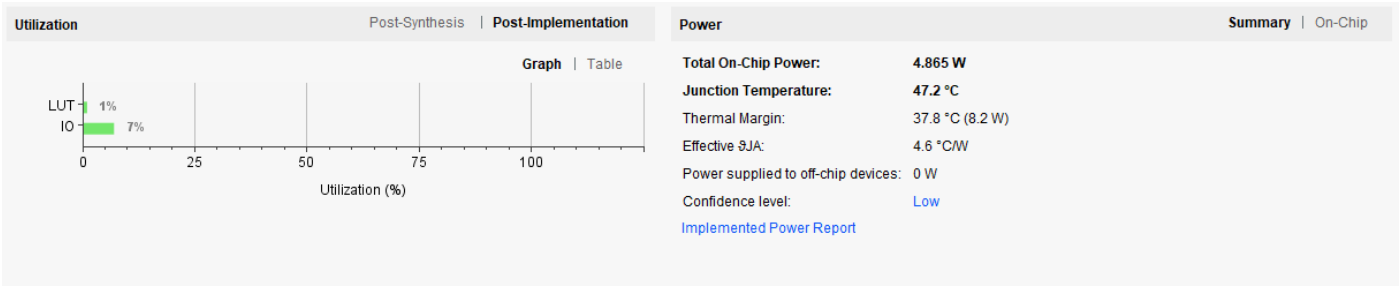 Utilization
Post-Synthesis | Post-Implementation
Graph | Table
LUT 1%
IO 7%
0 25 50 75 100
Utilization (%)
Power
Summary | On-Chip
Total On-Chip Power: 4.865 W
Junction Temperature: 47.2 °C
Thermal Margin: 37.8 °C (8.2 W)
Effective ϑJA: 4.6 °C/W
Power supplied to off-chip devices: 0 W
Confidence level: Low
Implemented Power Report